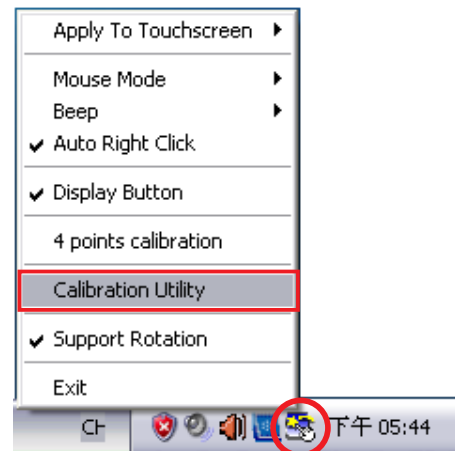 Apply To Touchscreen
Mouse Mode
Beep
Auto Right Click
Display Button
4 points calibration
Calibration Utility
Support Rotation
Exit
CH 下午 05:44